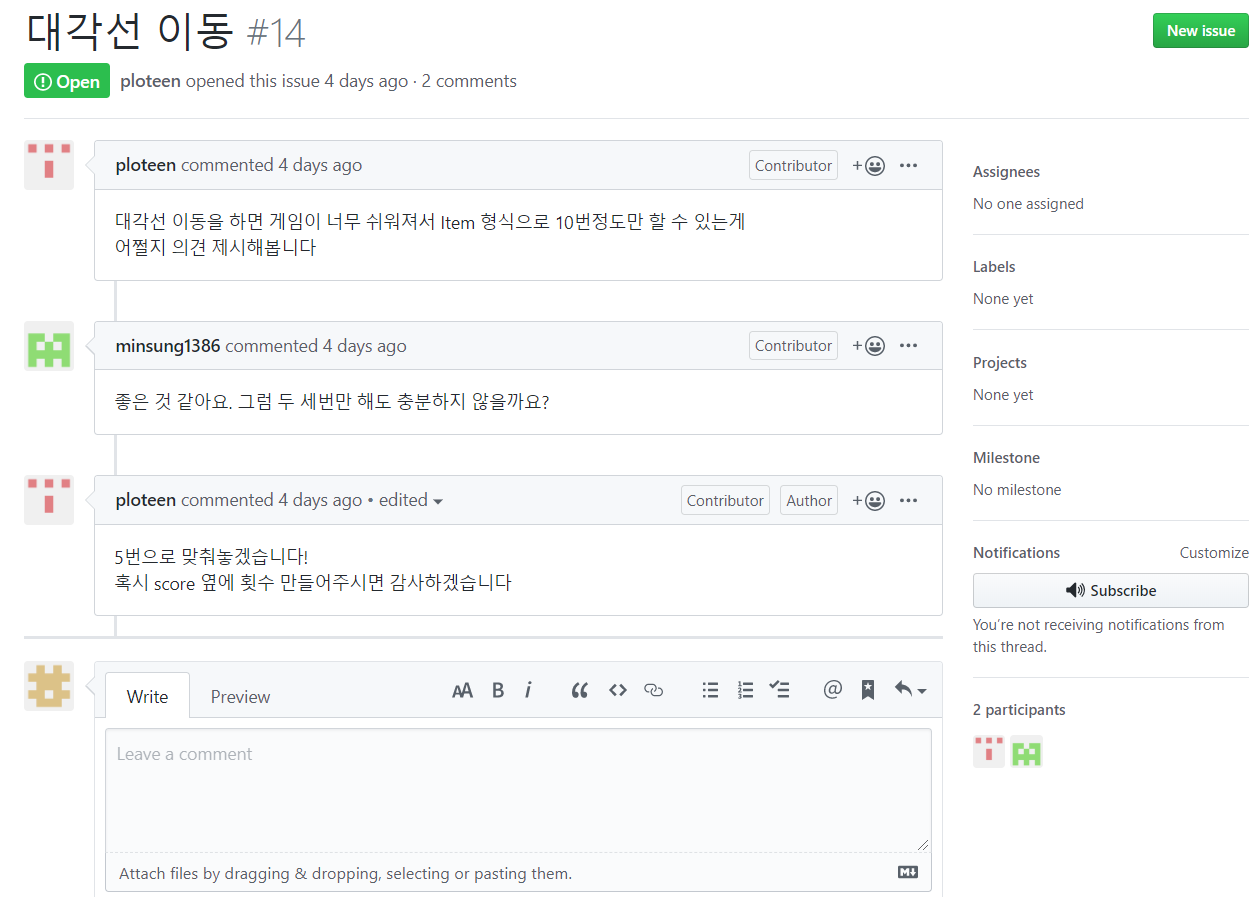 대각선 이동 #14
New issue
Open
ploteen opened this issue 4 days ago · 2 comments
ploteen commented 4 days ago
Contributor
대각선 이동을 하면 게임이 너무 쉬워져서 Item 형식으로 10번정도만 할 수 있는게
어쩔지 의견 제시해봅니다
minsung1386 commented 4 days ago
Contributor
좋은 것 같아요. 그럼 두 세번만 해도 충분하지 않을까요?
ploteen commented 4 days ago • edited
Contributor
Author
5번으로 맞춰놓겠습니다!
혹시 score 옆에 횟수 만들어주시면 감사하겠습니다
Write
Preview
Leave a comment
Attach files by dragging & dropping, selecting or pasting them.
Assignees
No one assigned
Labels
None yet
Projects
None yet
Milestone
No milestone
Notifications
Customize
Subscribe
You’re not receiving notifications from
this thread.
2 participants